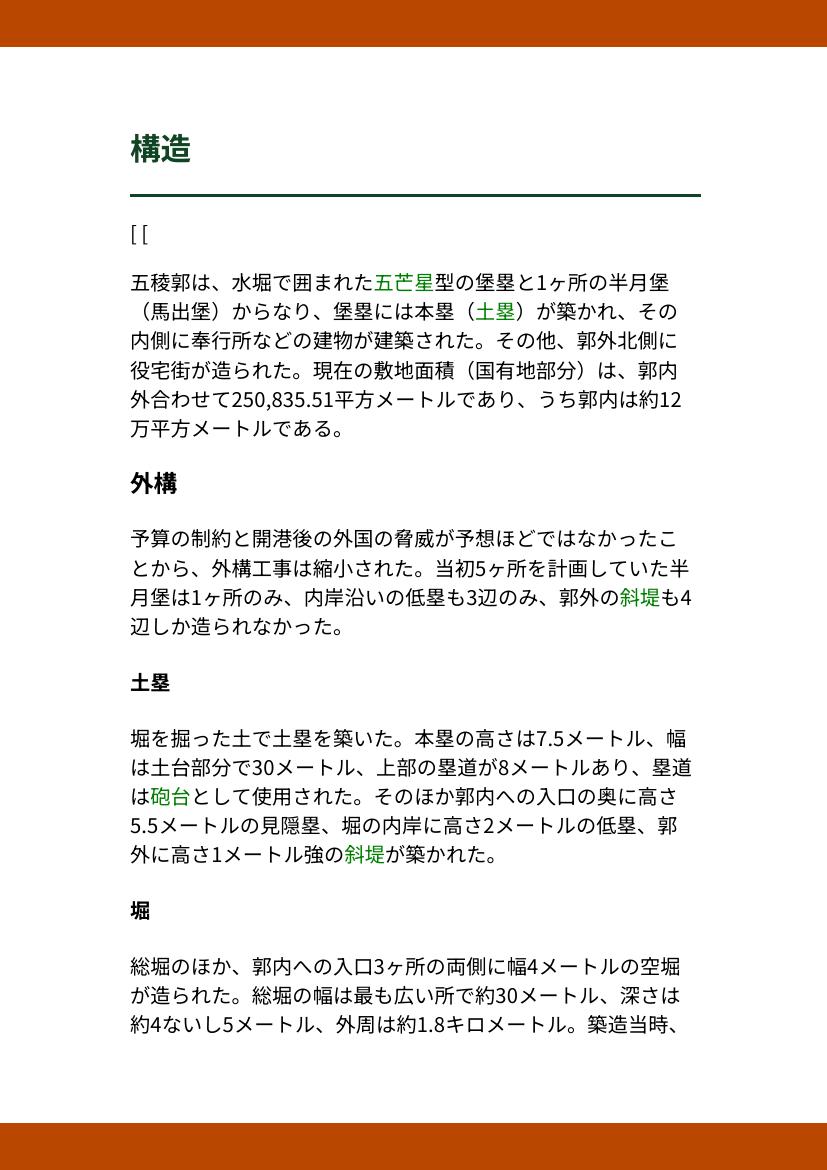 構造
[ [
五稜郭は、水堀で囲まれた五芒星型の堡塁と1ヶ所の半月堡
（馬出堡）からなり、堡塁には本塁（土塁）が築かれ、その
内側に奉行所などの建物が建築された。その他、郭外北側に
役宅街が造られた。現在の敷地面積（国有地部分）は、郭内
外合わせて250,835.51平方メートルであり、うち郭内は約12
万平方メートルである。
外構
予算の制約と開港後の外国の脅威が予想ほどではなかったこ
とから、外構工事は縮小された。当初5ヶ所を計画していた半
月堡は1ヶ所のみ、内岸沿いの低塁も3辺のみ、郭外の斜堤も4
辺しか造られなかった。
土塁
堀を掘った土で土塁を築いた。本塁の高さは7.5メートル、幅
は土台部分で30メートル、上部の塁道が8メートルあり、塁道
は砲台として使用された。そのほか郭内への入口の奥に高さ
5.5メートルの見隠塁、堀の内岸に高さ2メートルの低塁、郭
外に高さ1メートル強の斜堤が築かれた。
堀
総堀のほか、郭内への入口3ヶ所の両側に幅4メートルの空堀
が造られた。総堀の幅は最も広い所で約30メートル、深さは
約4ないし5メートル、外周は約1.8キロメートル。築造当時、